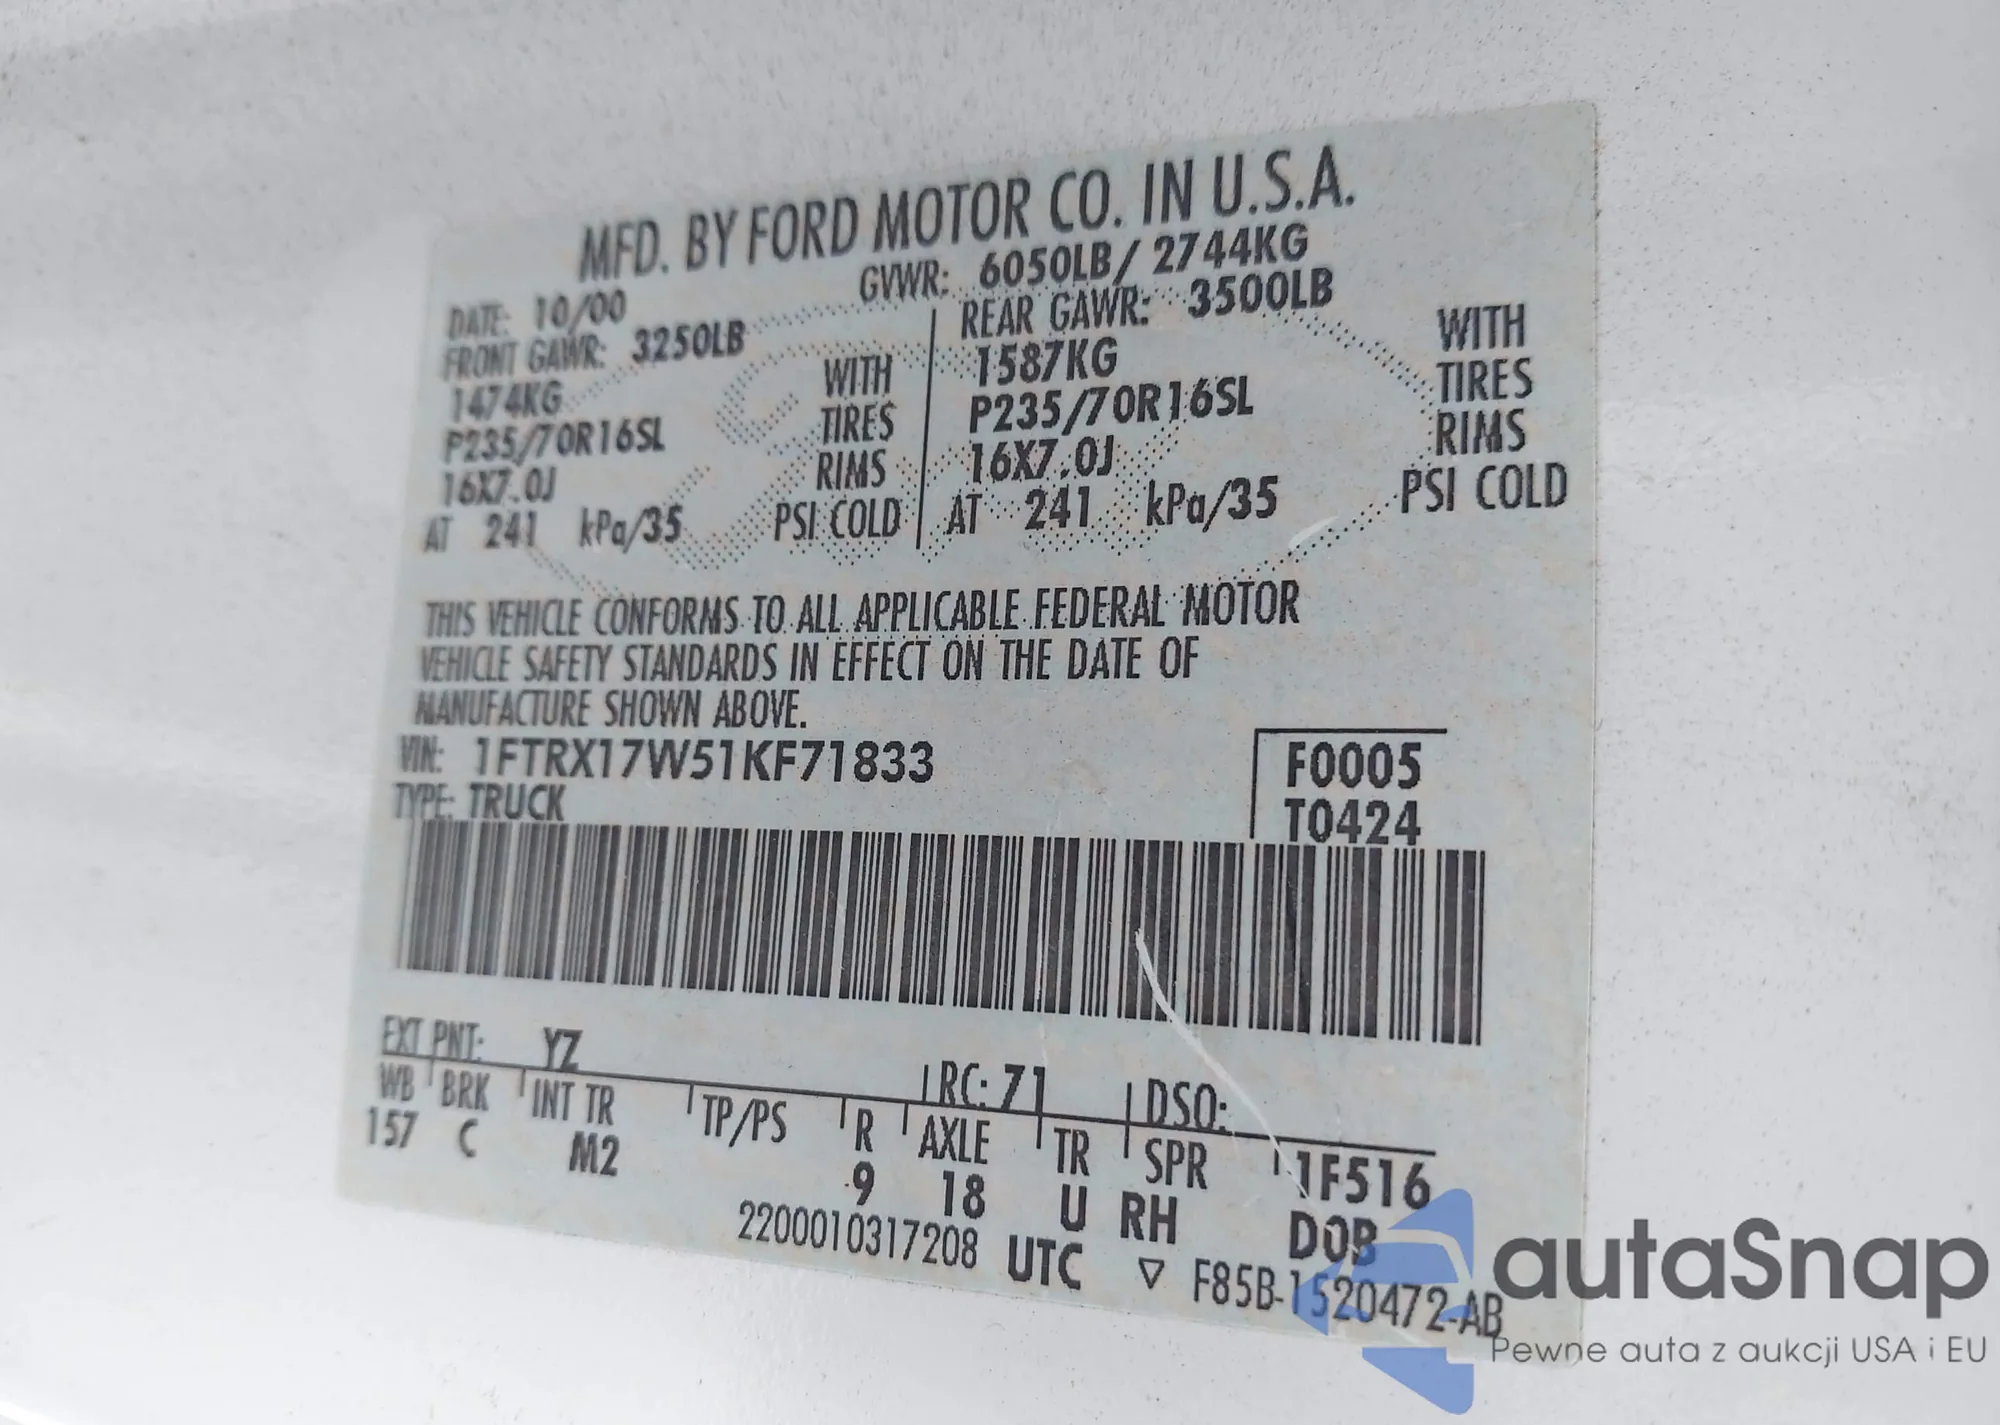 MFD. BY FORD MOTOR CO. IN U.S.A.
DATE: 10/00 GVWR: 6050LB/ 2744KG
FRONT GAWR: 3250LB REAR GAWR: 3500LB
1474KG WITH 1587KG WITH
P235/70R16SL TIRES P235/70R16SL TIRES
16X7.0J RIMS 16X7.0J RIMS
AT 241 kPa/35 PSI COLD AT 241 kPa/35 PSI COLD
THIS VEHICLE CONFORMS TO ALL APPLICABLE FEDERAL MOTOR
VEHICLE SAFETY STANDARDS IN EFFECT ON THE DATE OF
MANUFACTURE SHOWN ABOVE.
VIN: 1FTRX17W51KF71833 F0005
TYPE: TRUCK T0424
EXT PNT: YZ RC: 71 DSO:
WB BRK INT TR TP/PS R AXLE TR SPR 1F516
157 C M2 9 18 U RH DOB
2200010317208 UTC ▽ F85B-1520472-AB
autaSnap
Pewne auta z aukcji USA i EU